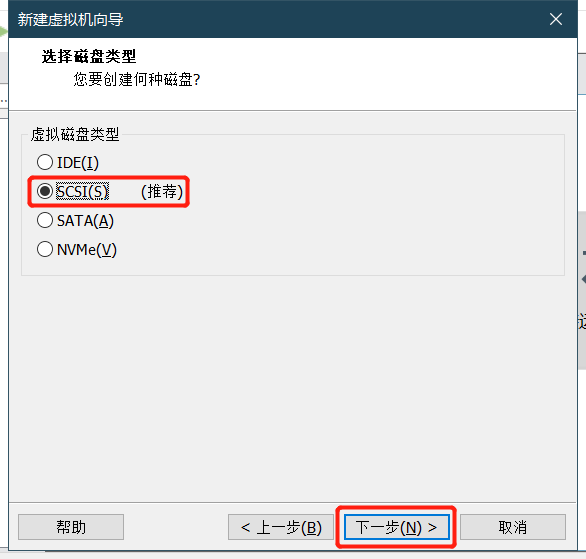 新建虚拟机向导
选择磁盘类型
您要创建何种磁盘?
虚拟磁盘类型
IDE(I)
SCSI(S) (推荐)
SATA(A)
NVMe(V)
帮助 < 上一步(B) 下一步(N) > 取消